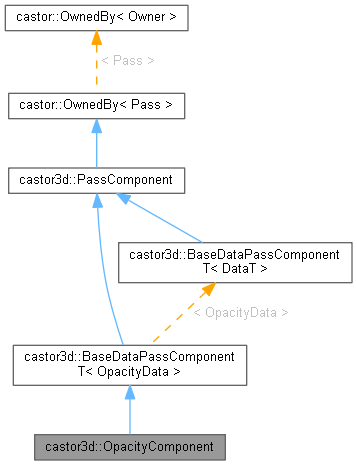 castor::OwnedBy< Owner >
< Pass >
castor::OwnedBy< Pass >
castor3d::PassComponent
castor3d::BaseDataPassComponent
T< DataT >
< OpacityData >
castor3d::BaseDataPassComponent
T< OpacityData >
castor3d::OpacityComponent